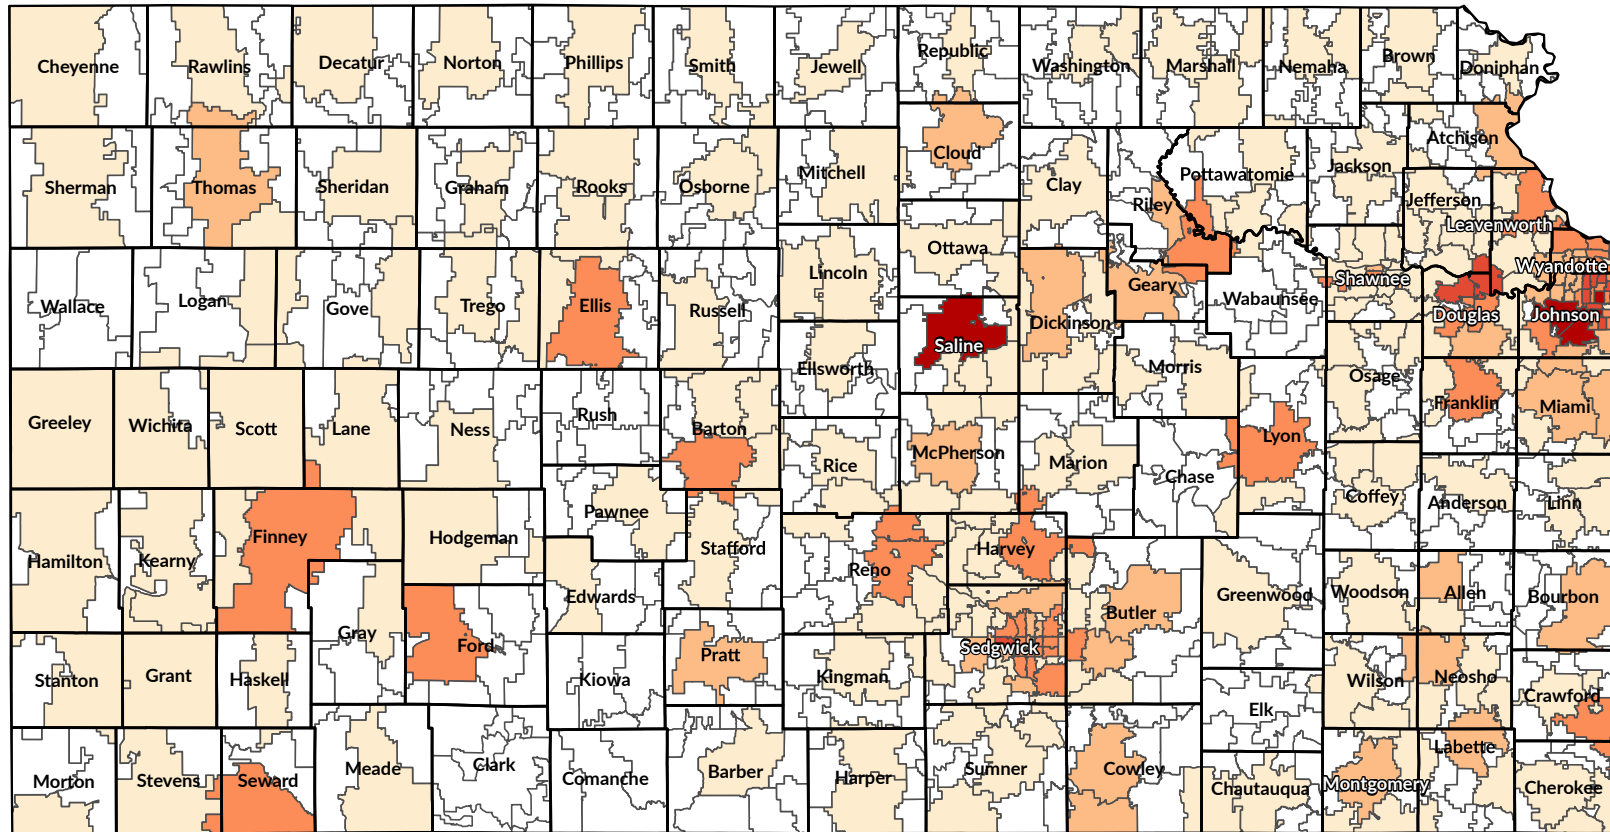 Cheyenne
Rawlins
Decatur
Norton
Phillips
Smith
Jewell
Republic
Washington
Marshall
Nemaha
Brown
Doniphan
Sherman
Thomas
Sheridan
Graham
Rooks
Osborne
Mitchell
Cloud
Clay
Riley
Pottawatomie
Jackson
Atchison
Jefferson
Leavenworth
Wyandotte
Wallace
Logan
Gove
Trego
Ellis
Russell
Lincoln
Ottawa
Saline
Dickinson
Geary
Wabaunsee
Shawnee
Douglas
Johnson
Greeley
Wichita
Scott
Lane
Ness
Rush
Barton
Ellsworth
Rice
McPherson
Marion
Morris
Chase
Lyon
Osage
Franklin
Miami
Hamilton
Kearny
Finney
Hodgeman
Pawnee
Edwards
Stafford
Reno
Harvey
Sedgwick
Butler
Greenwood
Coffey
Anderson
Linn
Woodson
Allen
Bourbon
Stanton
Grant
Haskell
Gray
Ford
Kiowa
Pratt
Kingman
Elk
Wilson
Neosho
Crawford
Morton
Stevens
Seward
Meade
Clark
Comanche
Barber
Harper
Sumner
Cowley
Chautauqua
Montgomery
Labette
Cherokee